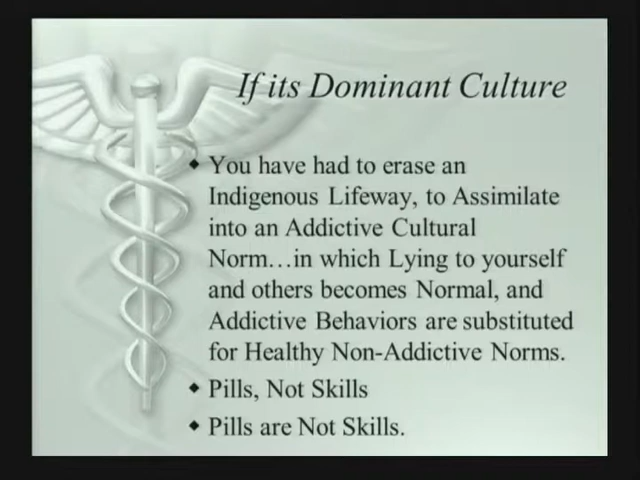 If its Dominant Culture
You have had to erase an
Indigenous Lifeway, to Assimilate
into an Addictive Cultural
Norm…in which Lying to yourself
and others becomes Normal, and
Addictive Behaviors are substituted
for Healthy Non-Addictive Norms.
Pills, Not Skills
Pills are Not Skills.